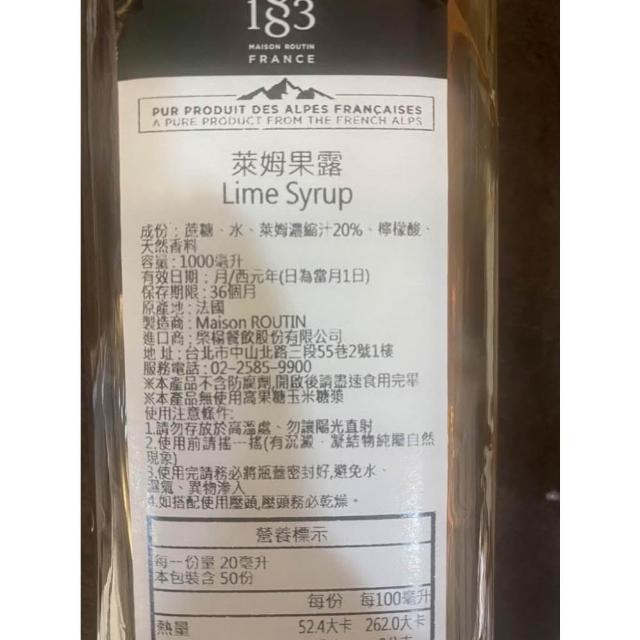 1883
MAISON ROUTIN
FRANCE
PUR PRODUIT DES ALPES FRANÇAISES
A PURE PRODUCT FROM THE FRENCH ALPS
萊姆果露
Lime Syrup
成份：蔗糖、水、萊姆濃縮汁20%、檸檬酸、
天然香料
容量：1000毫升
有效日期：月/西元年(日為當月1日)
保存期限：36個月
原產地：法國
製造商：Maison ROUTIN
進口商：榮楊餐飲股份有限公司
地 址：台北市中山北路二段55巷2號1樓
服務電話：02-2585-9900
※本產品不含防腐劑,開啟後請盡速食用完畢
※本產品無使用高果糖玉米糖漿
使用注意條件:
1.請勿存放於高溫處、勿讓陽光直射
2.使用前請搖一搖(有沉澱、凝結物純屬自然
現象)
3.使用完請務必將瓶蓋密封好,避免水、
濕氣、異物滲入
4.如搭配使用壓頭,壓頭務必乾燥。
營養標示
每一份量 20毫升
本包裝含 50份
每份 每100毫升
熱量 52.4大卡 262.0大卡